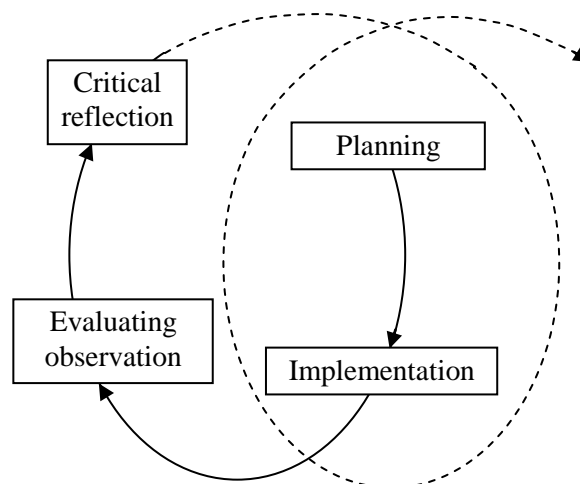 Critical
reflection
Planning
Evaluating
observation
Implementation